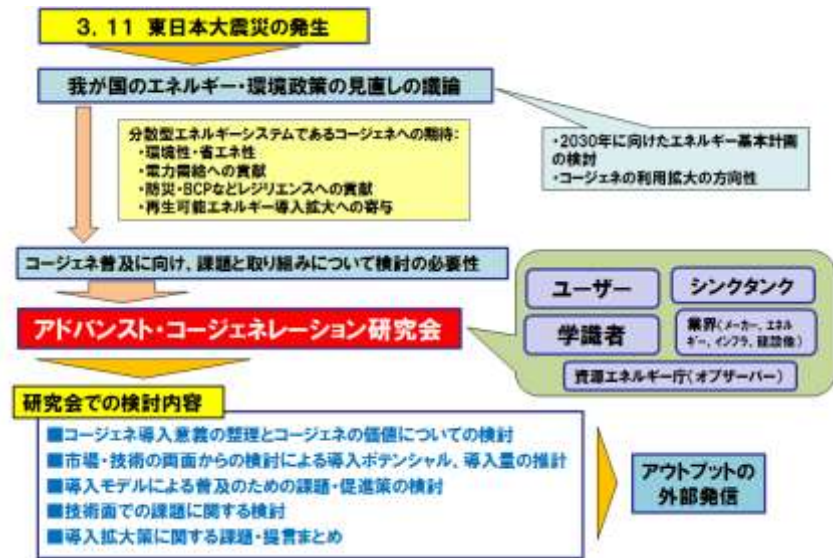 3．11 東日本大震災の発生
我が国のエネルギー・環境政策の見直しの議論
分散型エネルギーシステムであるコージェネへの期待：
・環境性・省エネ性
・電力需給への貢献
・防災・BCPなどレジリエンスへの貢献
・再生可能エネルギー導入拡大への寄与
・2030年に向けたエネルギー基本計画
の検討
・コージェネの利用拡大の方向性
コージェネ普及に向け、課題と取り組みについて検討の必要性
アドバンスト・コージェネレーション研究会
ユーザー
シンクタンク
学識者
業界（メーカー、エネル
ギー、インフラ、建設他）
資源エネルギー庁（オブザーバー）
研究会での検討内容
■コージェネ導入意義の整理とコージェネの価値についての検討
■市場・技術の両面からの検討による導入ポテンシャル、導入量の推計
■導入モデルによる普及のための課題・促進策の検討
■技術面での課題に関する検討
■導入拡大策に関する課題・提言まとめ
アウトプットの
外部発信